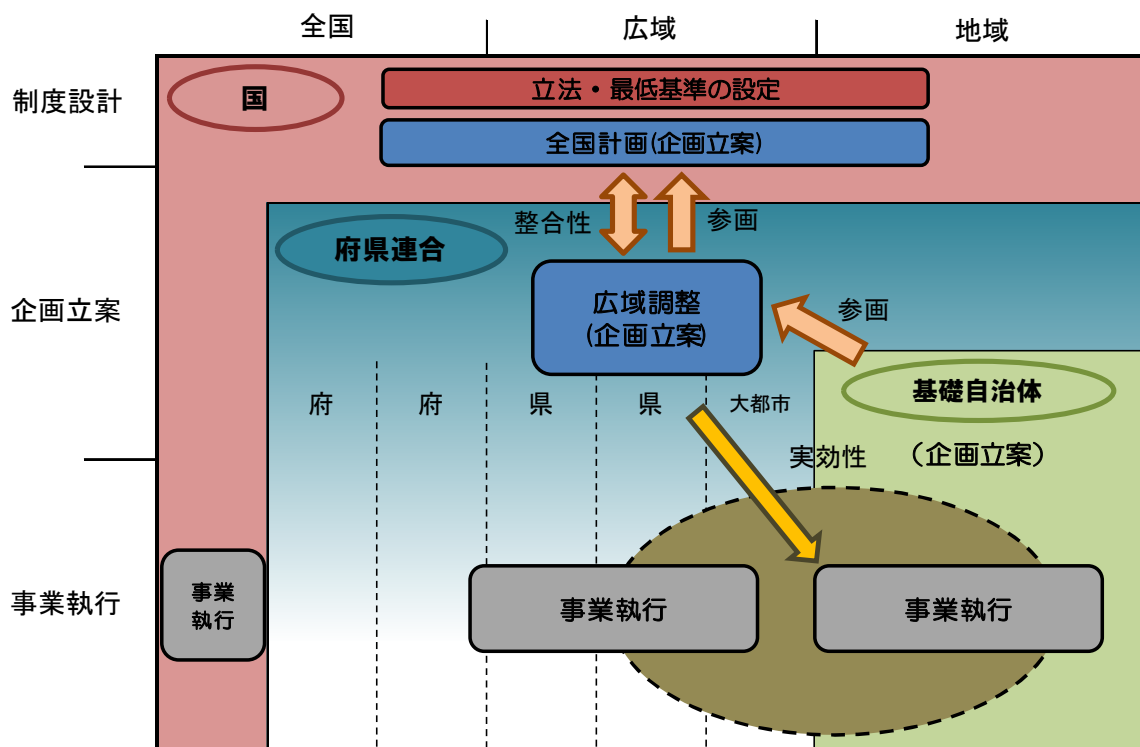 全国
広域
地域
制度設計
国
立法・最低基準の設定
全国計画(企画立案)
整合性
参画
府県連合
企画立案
広域調整
(企画立案)
参画
府
府
県
県
大都市
基礎自治体
(企画立案)
実効性
事業執行
事業
執行
事業執行
事業執行